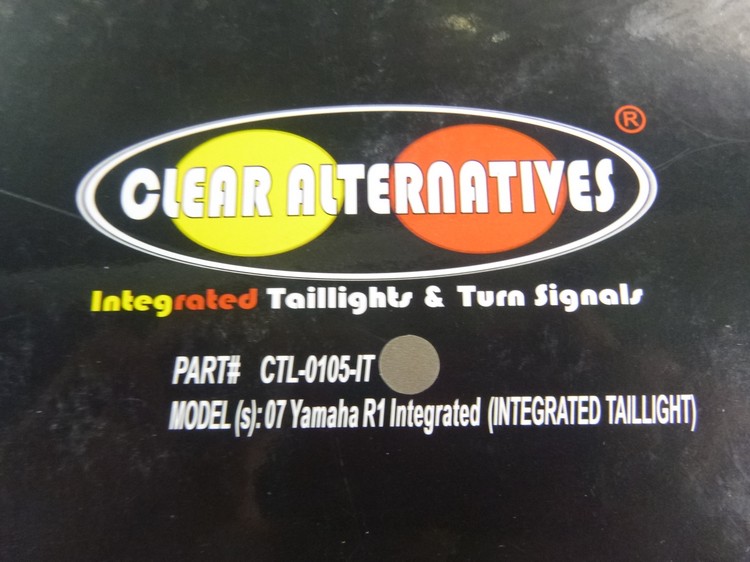 CLEAR ALTERNATIVES ®
Integrated Taillights & Turn Signals
PART# CTL-0105-IT
MODEL (s): 07 Yamaha R1 Integrated (INTEGRATED TAILLIGHT)